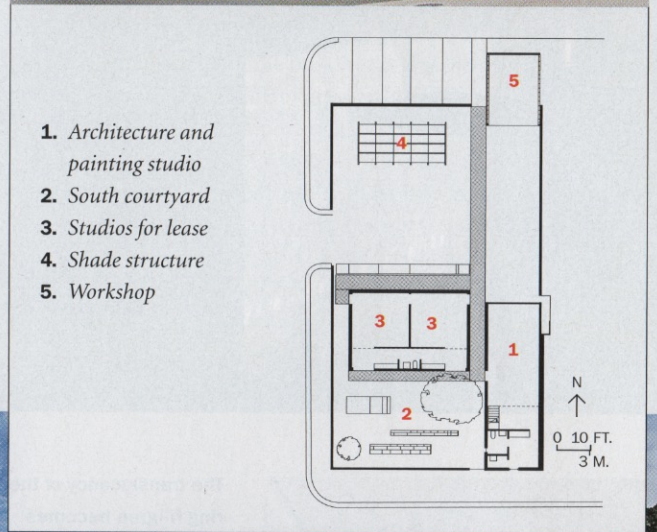 1. Architecture and
painting studio
2. South courtyard
3. Studios for lease
4. Shade structure
5. Workshop
5
4
3 3
1
2
N
0 10 FT.
3 M.